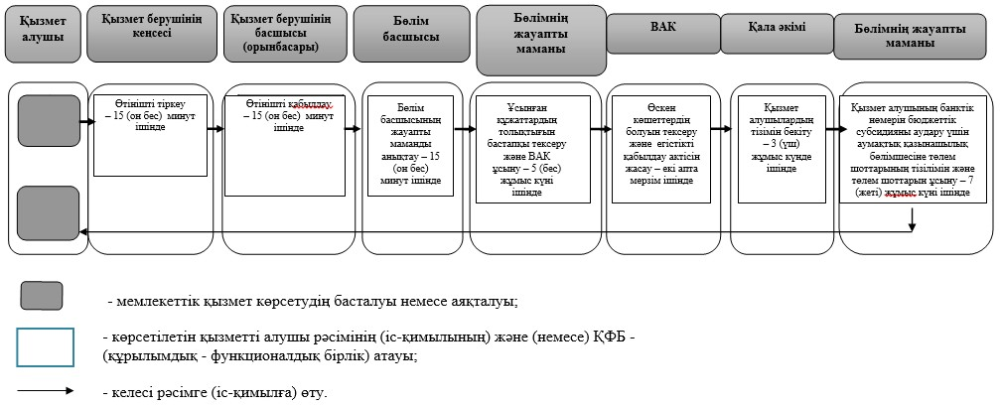 Қызмет
алушы
Қызмет берушінің
кеңсесі
Қызмет берушінің
басшысы
(орынбасары)
Бөлім
басшысы
Бөлімнің
жауапты
маманы
ВАК
Қала әкімі
Бөлімнің жауапты
маманы
Өтінішті тіркеу
– 15 (он бес)  минут
ішінде
Өтінішті қабылдау
– 15 (он бес)  минут
ішінде
Бөлім
басшысының
жауапты
маманды
анықтау – 15
(он бес)
минут ішінде
Ұсынған
құжаттардың
толықтығын
бастапқы тексеру
және ВАК
ұсыну – 5 (бес)
жұмыс күні
ішінде
Өскен
көшеттердің
болуын тексеру
және  егістікті
қабылдау актісін
жасау – екі апта
мерзім ішінде
Қызмет
алушылардың
тізімін бекіту
– 3 (үш)
жұмыс күнде
ішінде
Қызмет алушының банктік
номерін бюджеттік
субсидияны аудару үшін
аумақтық қазынашылық
бөлімшесіне төлем
шоттарының тізілімін және
төлем шоттарын ұсыну – 7
(жеті) жұмыс күні ішінде
- мемлекеттік қызмет көрсетудің басталуы немесе аяқталуы;
- көрсетілетін қызметті алушы рәсімінің (іс-қимылының) және (немесе) ҚФБ -
(құрылымдық - функционалдық бірлік) атауы;
- келесі рәсімге (іс-қимылға) өту.